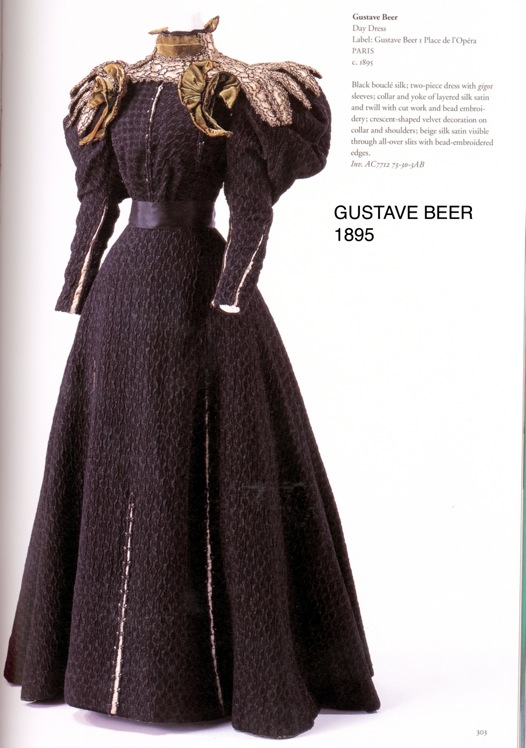 Gustave Beer
Day Dress
Label: Gustave Beer 1 Place de l'Opéra
PARIS
c. 1895
Black bouclé silk; two-piece dress with gigot
sleeves; collar and yoke of layered silk satin
and twill with cut work and bead embroi-
dery; crescent-shaped velvet decoration on
collar and shoulders; beige silk satin visible
through all-over slits with bead-embroidered
edges.
Inv. AC7712 75-30-3AB
GUSTAVE BEER
1895
303